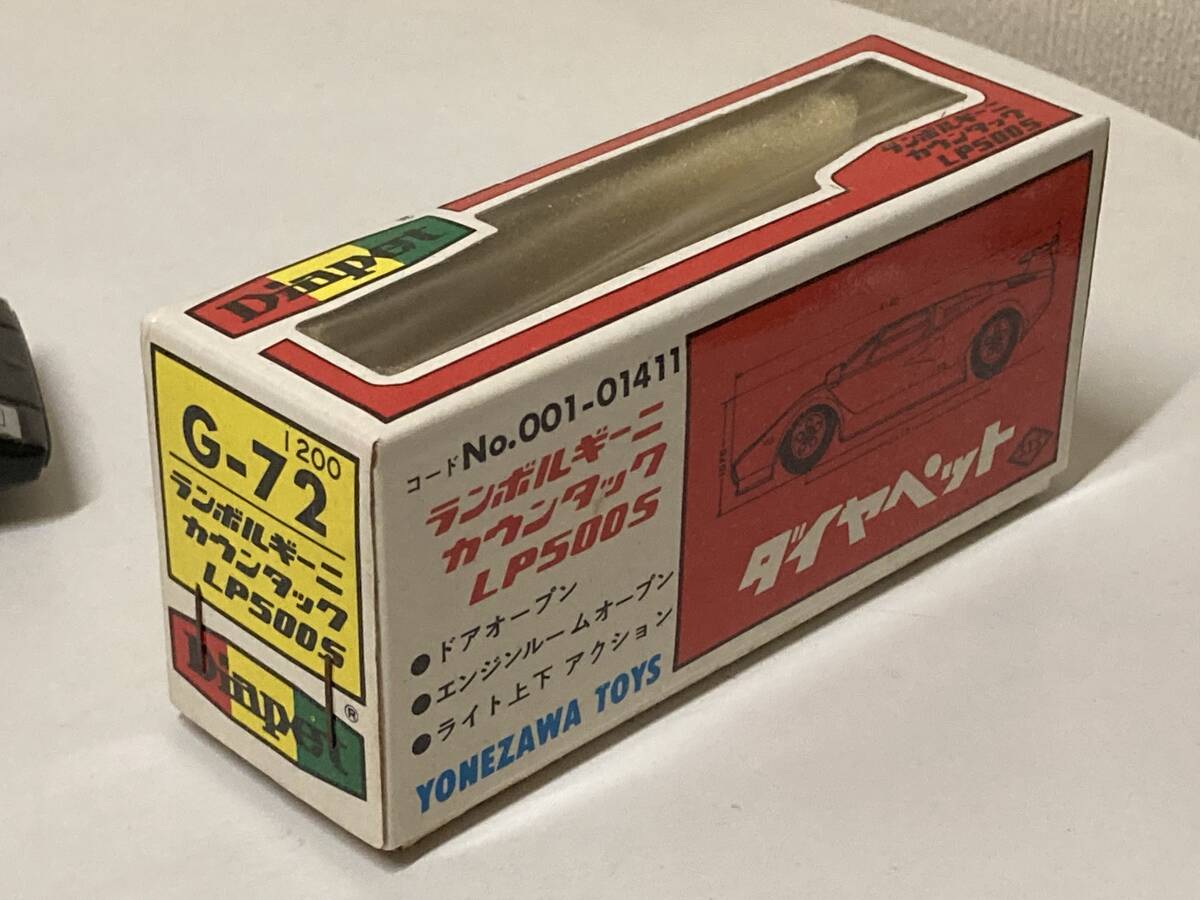 Diapet
ランボルギーニ
カウンタック
LP500S
1200
G-72
ランボルギーニ
カウンタック
LP500S
Diapet
®
コードNo.001-01411
ランボルギーニ
カウンタック
LP500S
●ドアオープン
●エンジンルームオープン
●ライト上下 アクション
YONEZAWA TOYS
ダイヤペット